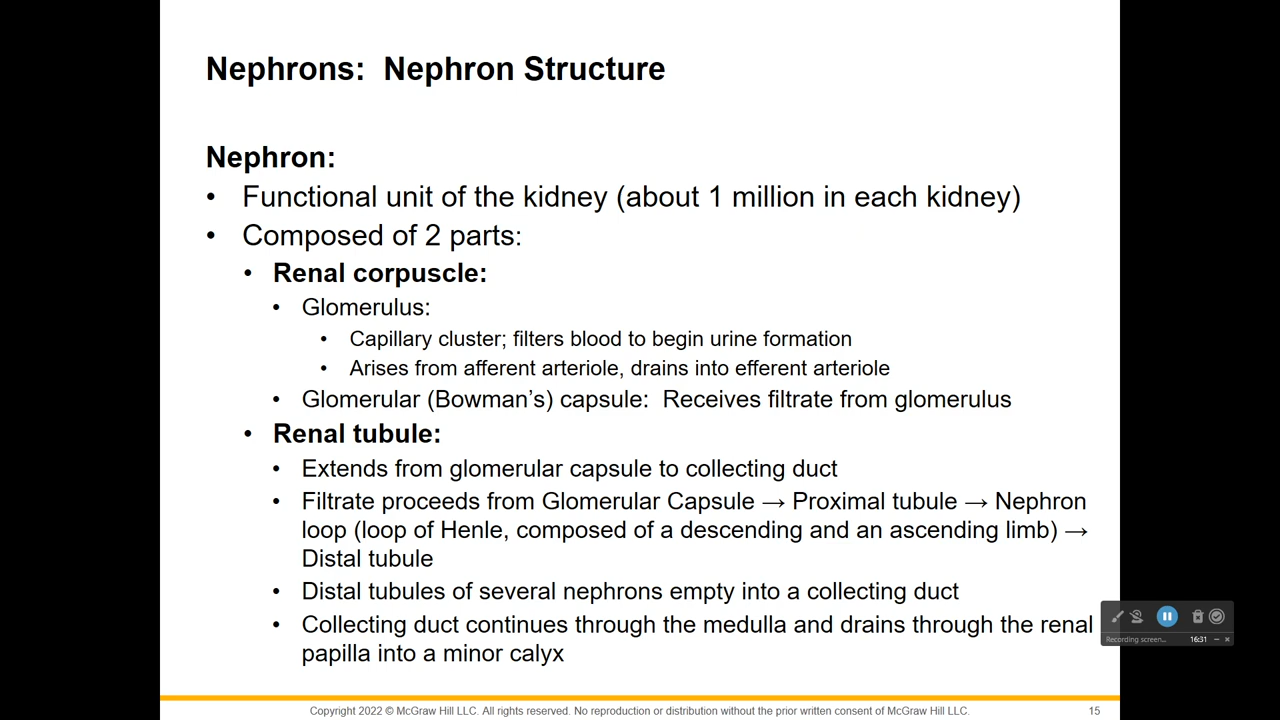 Nephrons:  Nephron Structure
Nephron:
• Functional unit of the kidney (about 1 million in each kidney)
• Composed of 2 parts:
• Renal corpuscle:
• Glomerulus:
• Capillary cluster; filters blood to begin urine formation
• Arises from afferent arteriole, drains into efferent arteriole
• Glomerular (Bowman’s) capsule:  Receives filtrate from glomerulus
• Renal tubule:
• Extends from glomerular capsule to collecting duct
• Filtrate proceeds from Glomerular Capsule → Proximal tubule → Nephron
loop (loop of Henle, composed of a descending and an ascending limb) →
Distal tubule
• Distal tubules of several nephrons empty into a collecting duct
• Collecting duct continues through the medulla and drains through the renal
papilla into a minor calyx
Recording screen... 16:31
Copyright 2022 © McGraw Hill LLC. All rights reserved. No reproduction or distribution without the prior written consent of McGraw Hill LLC. 15